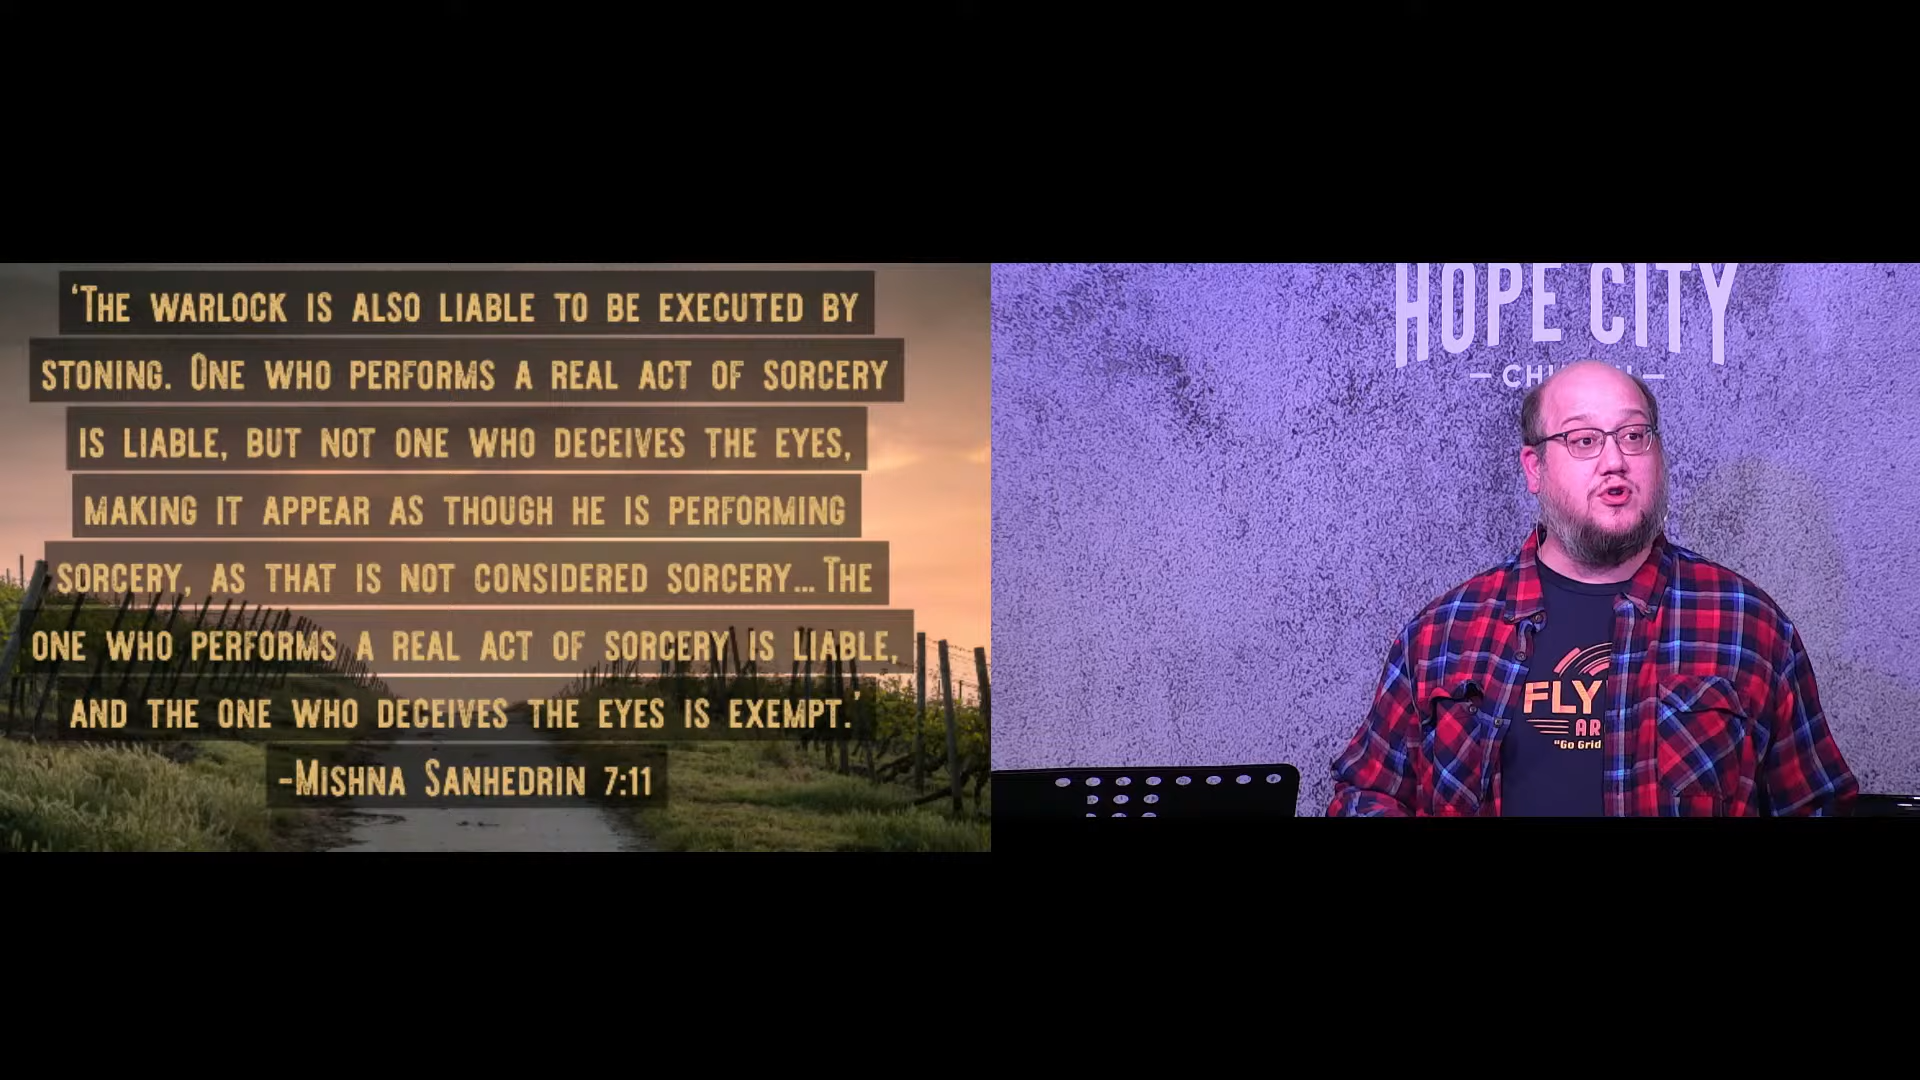 ‘The warlock is also liable to be executed by
stoning. One who performs a real act of sorcery
is liable, but not one who deceives the eyes,
making it appear as though he is performing
sorcery, as that is not considered sorcery... The
one who performs a real act of sorcery is liable,
and the one who deceives the eyes is exempt.’
-Mishna Sanhedrin 7:11
HOPE CITY
FLY
AR
"Go Grid